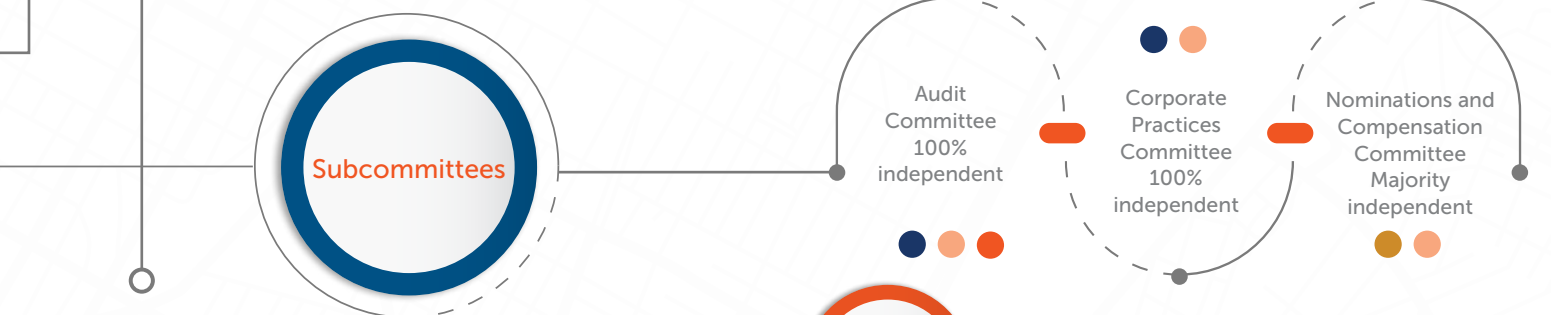 Subcommittees
Audit
Committee
100%
independent
Corporate
Practices
Committee
100%
independent
Nominations and
Compensation
Committee
Majority
independent